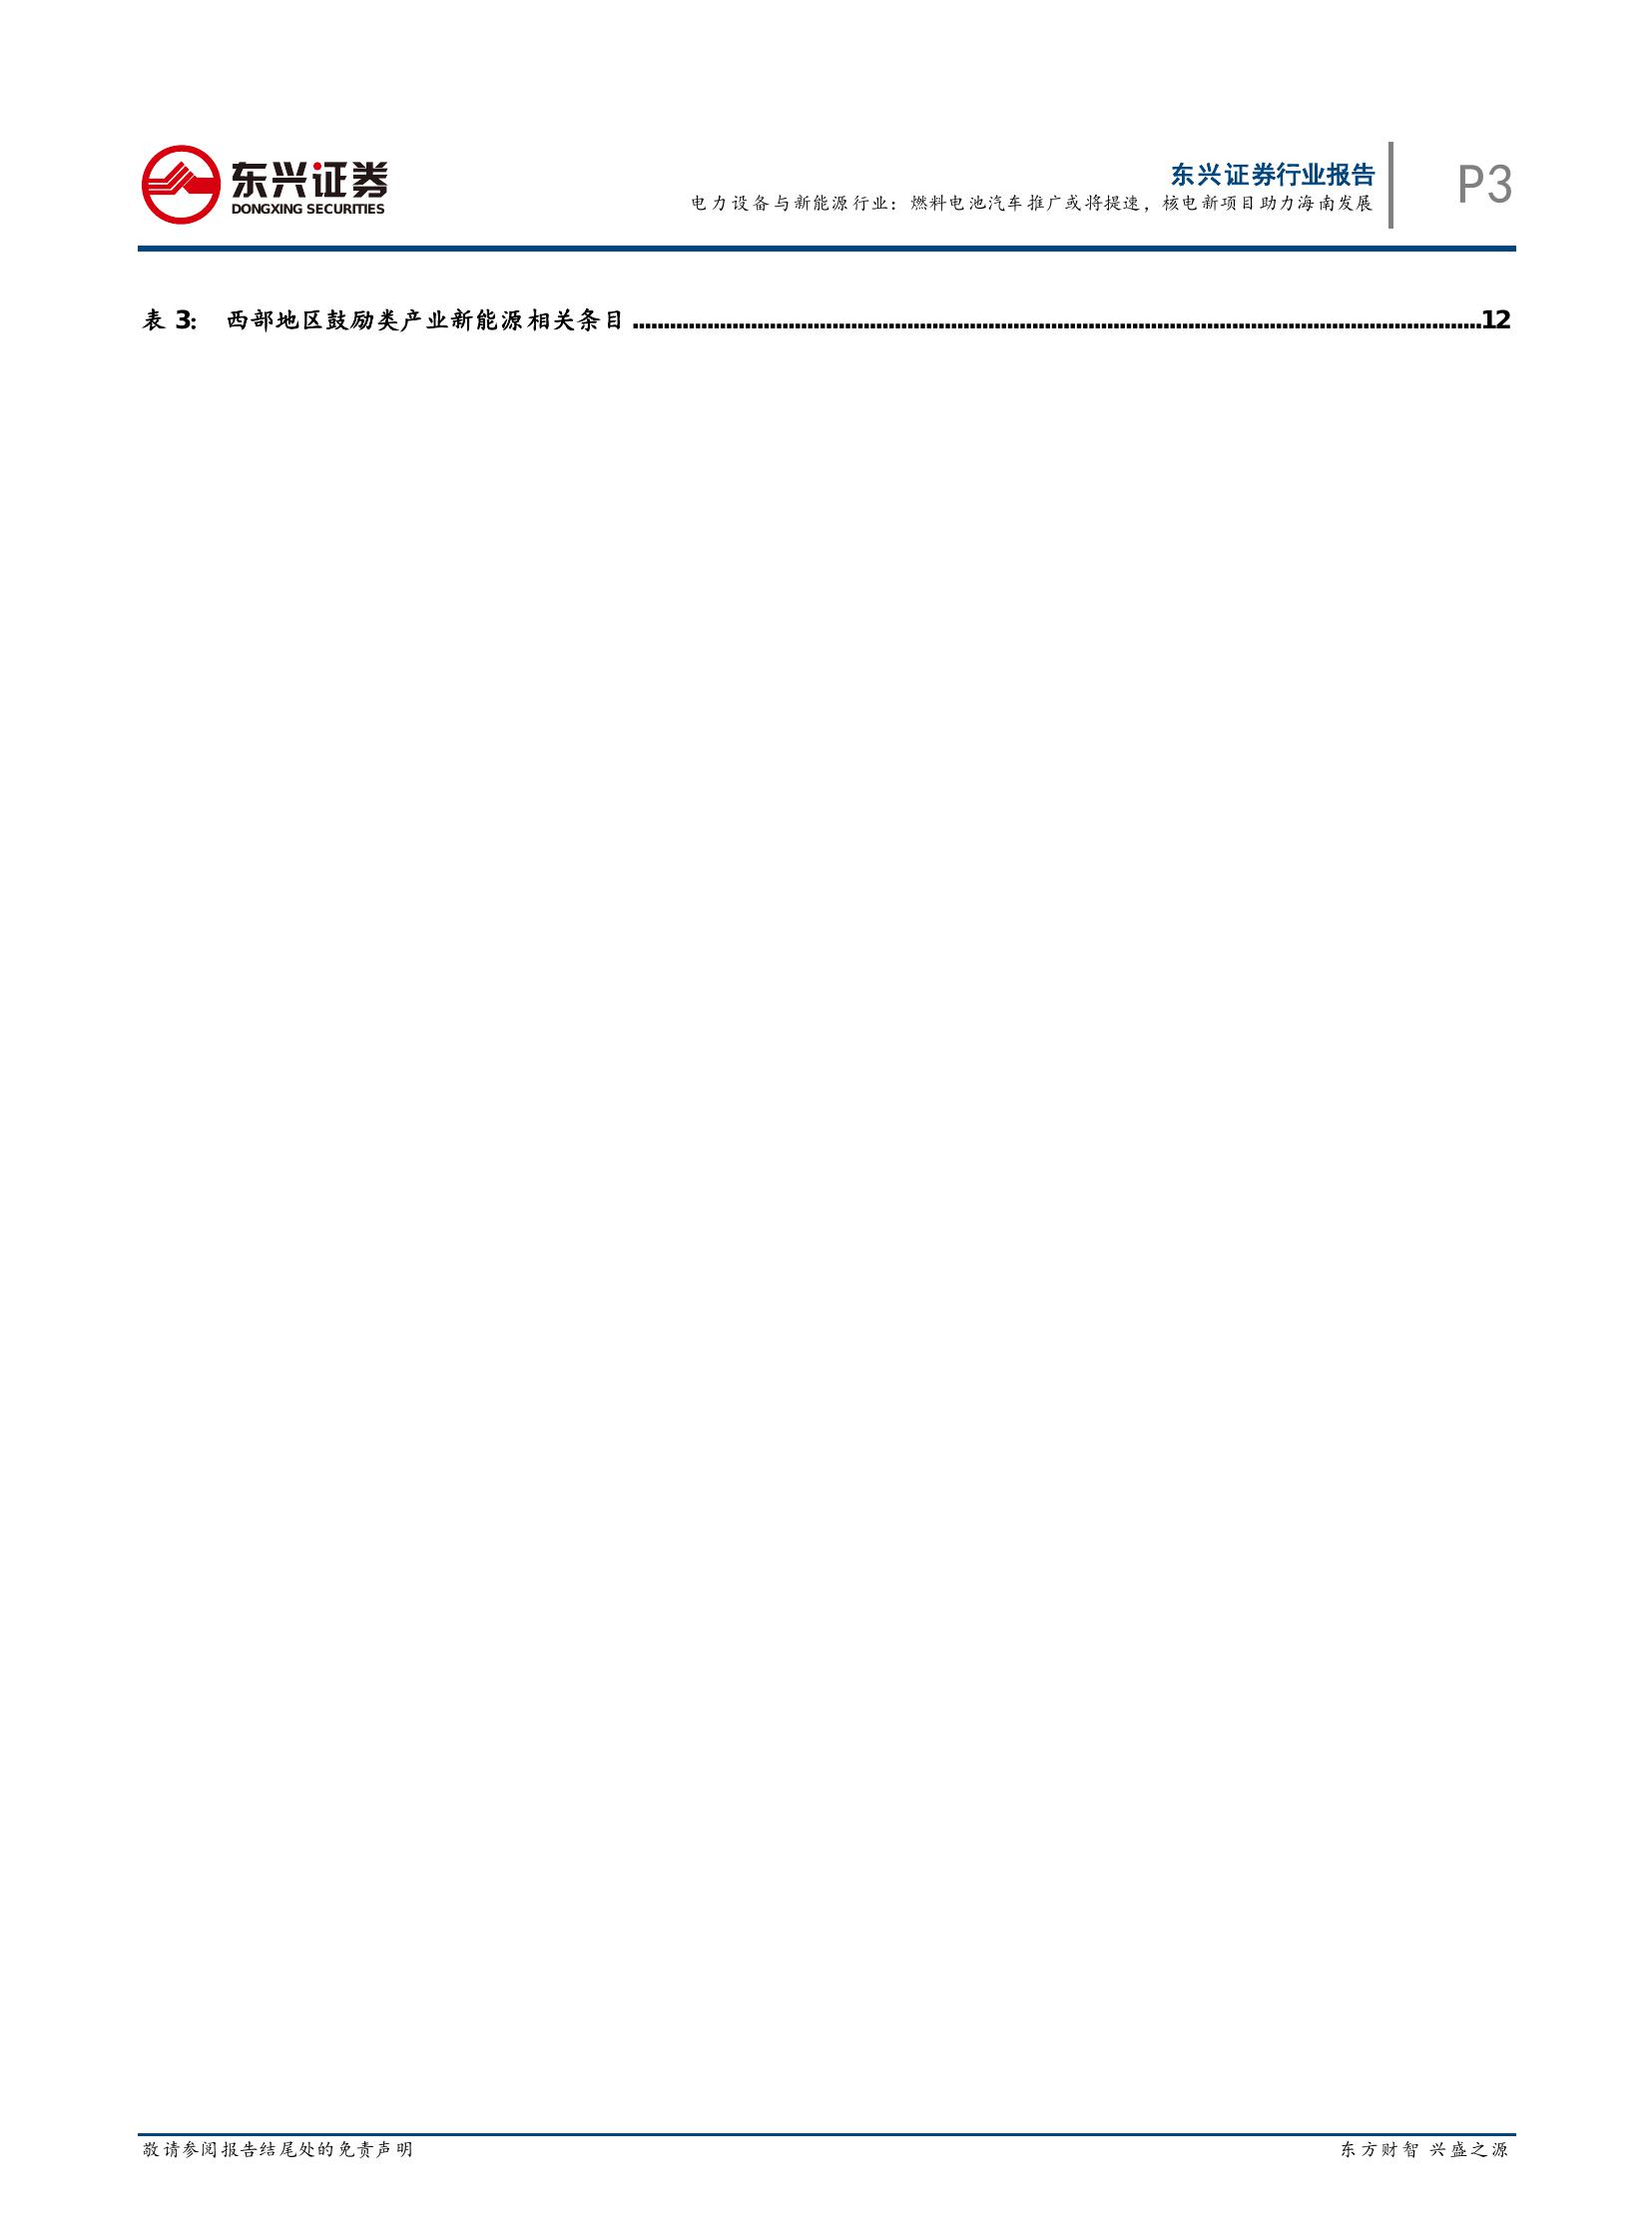 东兴证券
DONGXING SECURITIES
东兴证券行业报告
电力设备与新能源行业：燃料电池汽车推广或将提速，核电新项目助力海南发展
P3
表 3: 西部地区鼓励类产业新能源相关条目 ........................................................................................................................12
敬请参阅报告结尾处的免责声明
东方财智 兴盛之源